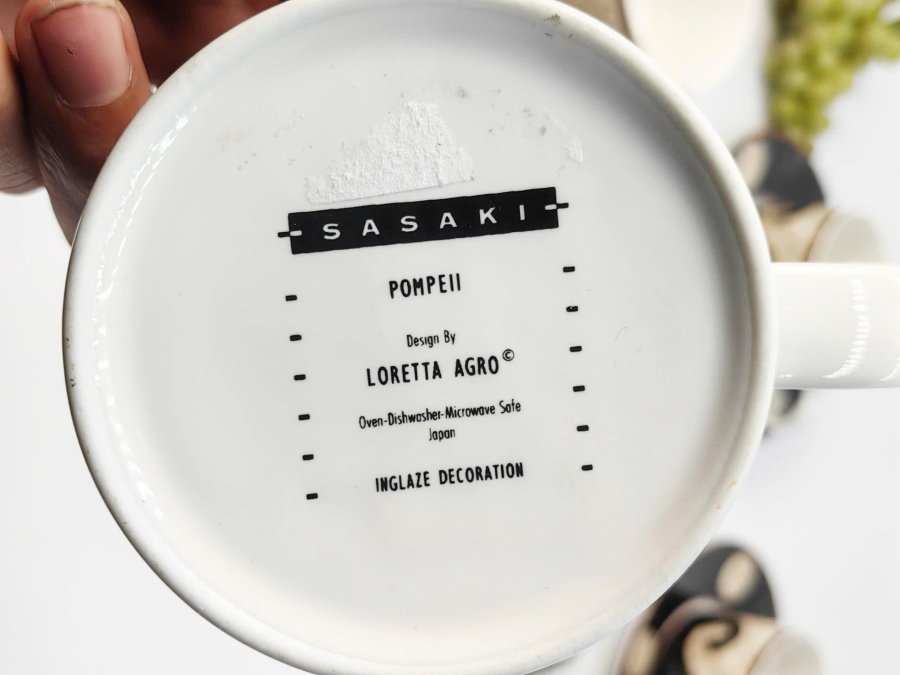 SASAKI
POMPEII
Design By
LORETTA AGRO©
Oven-Dishwasher-Microwave Safe
Japan
INGLAZE DECORATION